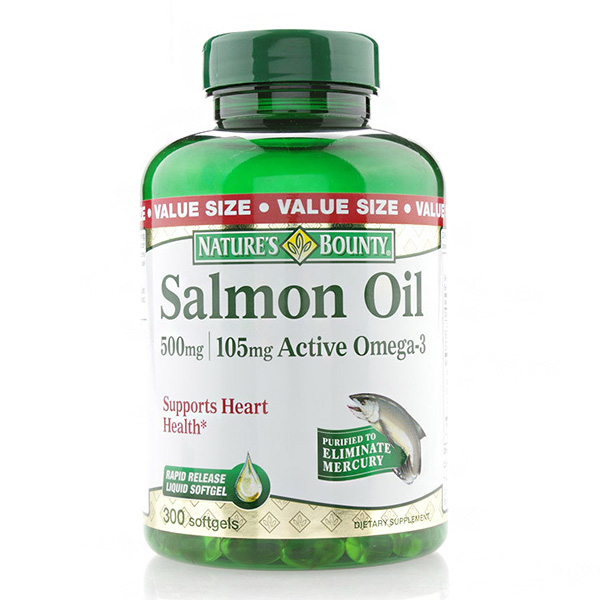 E • VALUE SIZE • VALUE SIZE • VA
NATURE'S BOUNTY®
Salmon Oil
500mg | 105mg Active Omega-3
Supports Heart
Health*
PURIFIED TO
ELIMINATE
MERCURY
RAPID RELEASE
LIQUID SOFTGEL
300 softgels
DIETARY SUPPLEMENT